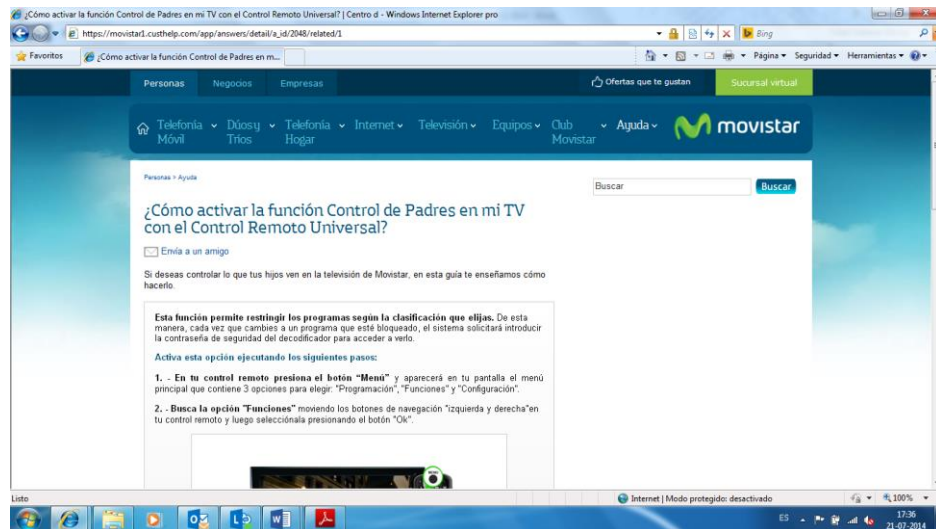 ¿Cómo activar la función Control de Padres en mi TV con el Control Remoto Universal? | Centro d - Windows Internet Explorer pro
https://movistar1.custhelp.com/app/answers/detail/a_id/2048/related/1
Bing
Favoritos
¿Cómo activar la función Control de Padres en m...
Página
Seguridad
Herramientas
Personas
Negocios
Empresas
Ofertas que te gustan
Sucursal virtual
Telefonía Móvil
Dúos y Tríos
Telefonía Hogar
Internet
Televisión
Equipos
Club Movistar
Ayuda
movistar
Personas > Ayuda
Buscar
Buscar
¿Cómo activar la función Control de Padres en mi TV
con el Control Remoto Universal?
Envía a un amigo
Si deseas controlar lo que tus hijos ven en la televisión de Movistar, en esta guía te enseñamos cómo
hacerlo.
Esta función permite restringir los programas según la clasificación que elijas. De esta
manera, cada vez que cambies a un programa que esté bloqueado, el sistema solicitará introducir
la contraseña de seguridad del decodificador para acceder a verlo.
Activa esta opción ejecutando los siguientes pasos:
1. - En tu control remoto presiona el botón “Menú” y aparecerá en tu pantalla el menú
principal que contiene 3 opciones para elegir: "Programación", "Funciones" y "Configuración".
2. - Busca la opción "Funciones" moviendo los botones de navegación "izquierda y derecha"en
tu control remoto y luego selecciónala presionando el botón "Ok".
Listo
Internet | Modo protegido: desactivado
100%
ES
17:36
21-07-2014